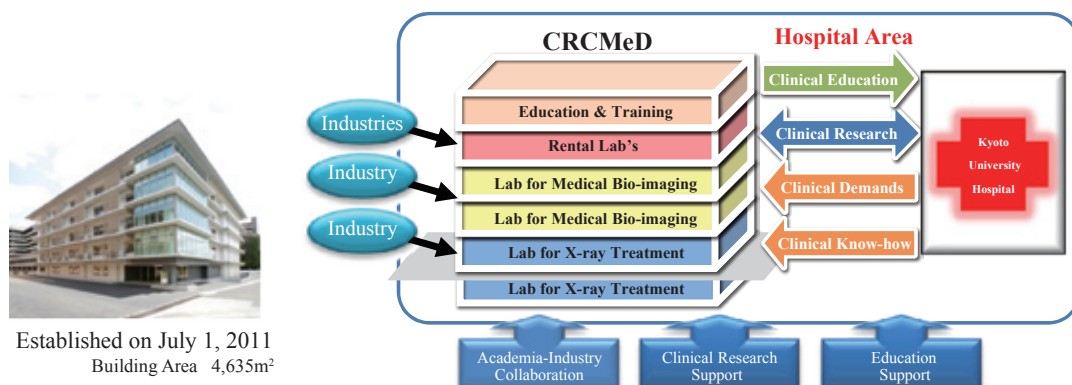 CRCMeD
Hospital Area
Clinical Education
Education & Training
Industries
Rental Lab's
Clinical Research
Kyoto
University
Hospital
Industry
Lab for Medical Bio-imaging
Clinical Demands
Industry
Lab for Medical Bio-imaging
Lab for X-ray Treatment
Clinical Know-how
Lab for X-ray Treatment
Established on July 1, 2011
Building Area 4,635m²
Academia-Industry
Collaboration
Clinical Research
Support
Education
Support